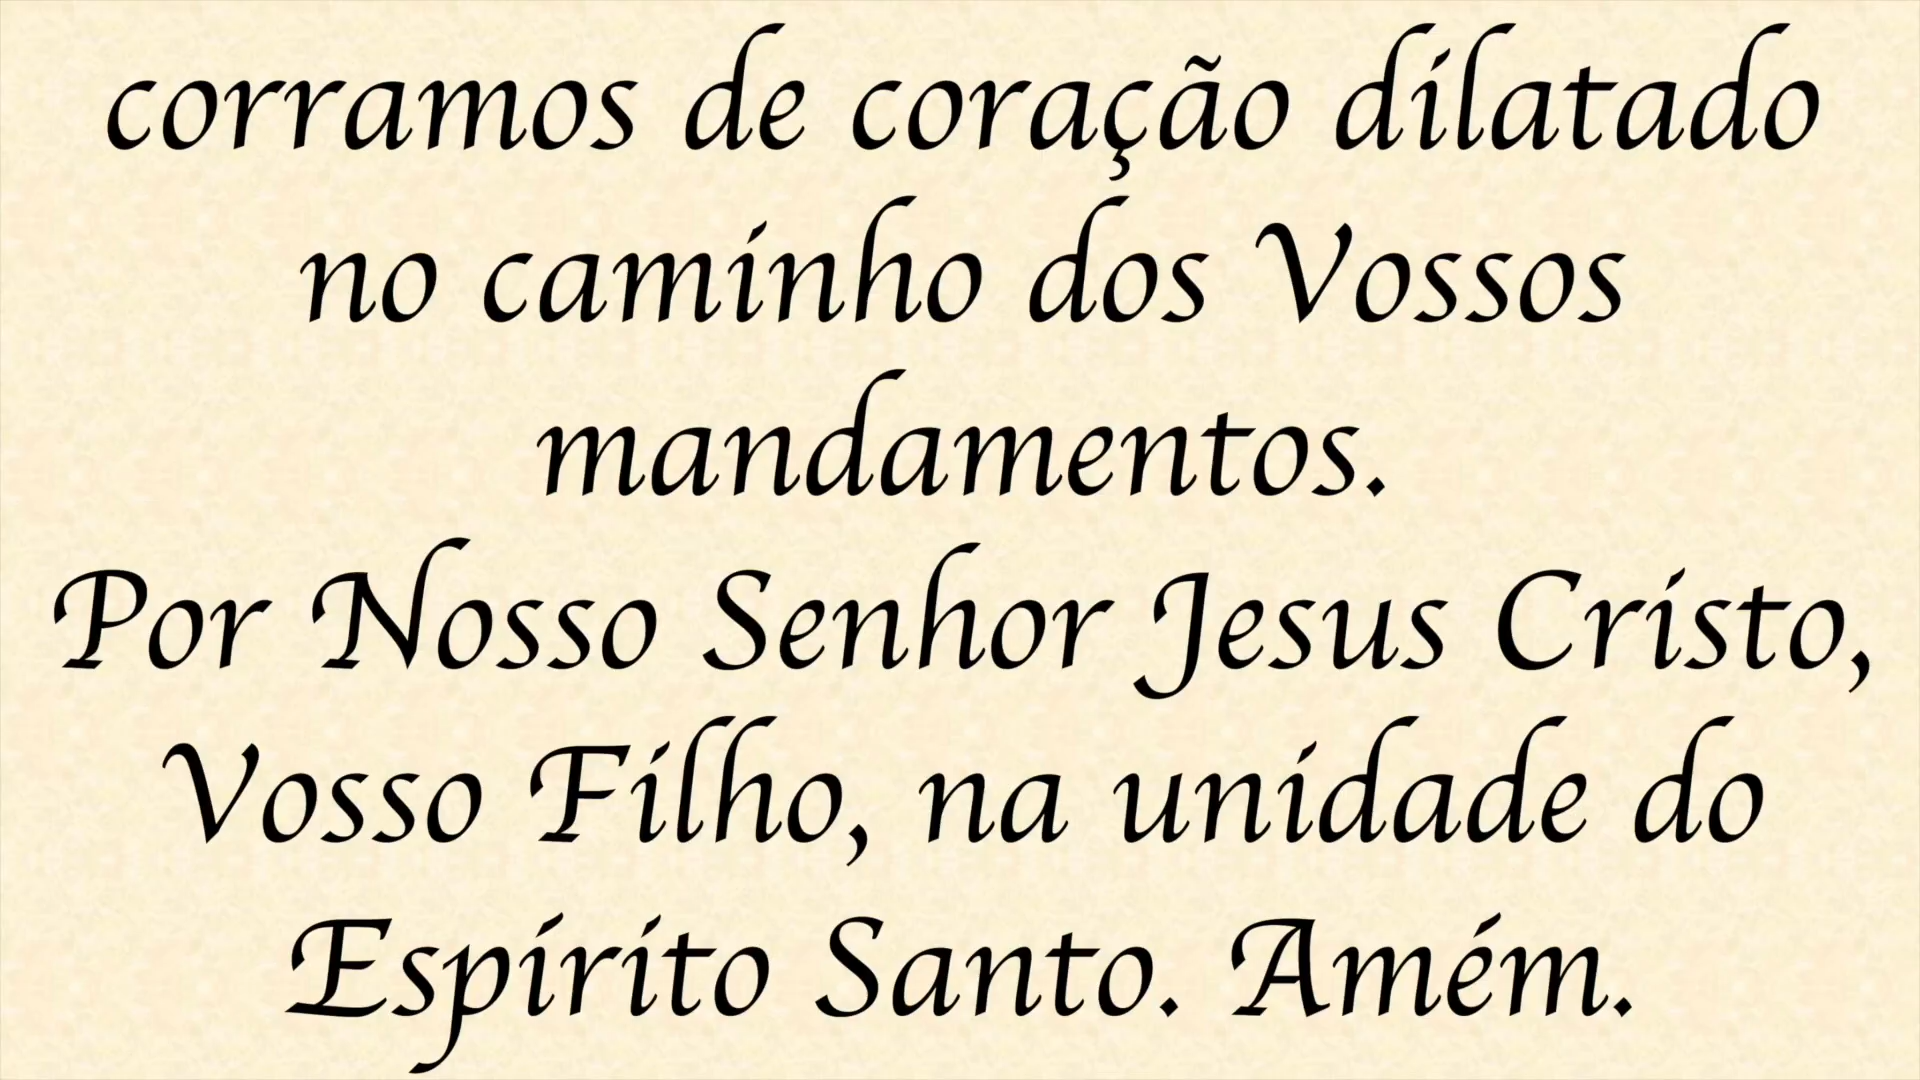 corramos de coração dilatado
no caminho dos Vossos
mandamentos.
Por Nosso Senhor Jesus Cristo,
Vosso Filho, na unidade do
Espírito Santo. Amém.